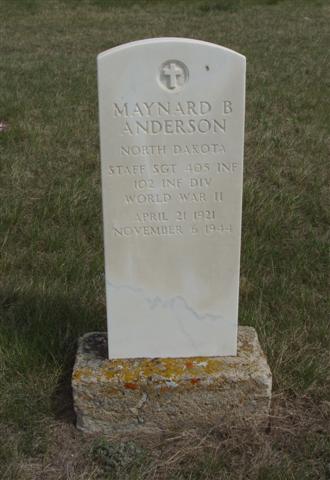 MAYNARD B
ANDERSON
NORTH DAKOTA
STAFF SGT 405 INF
102 INF DIV
WORLD WAR II
APRIL 21 1921
NOVEMBER 6 1944